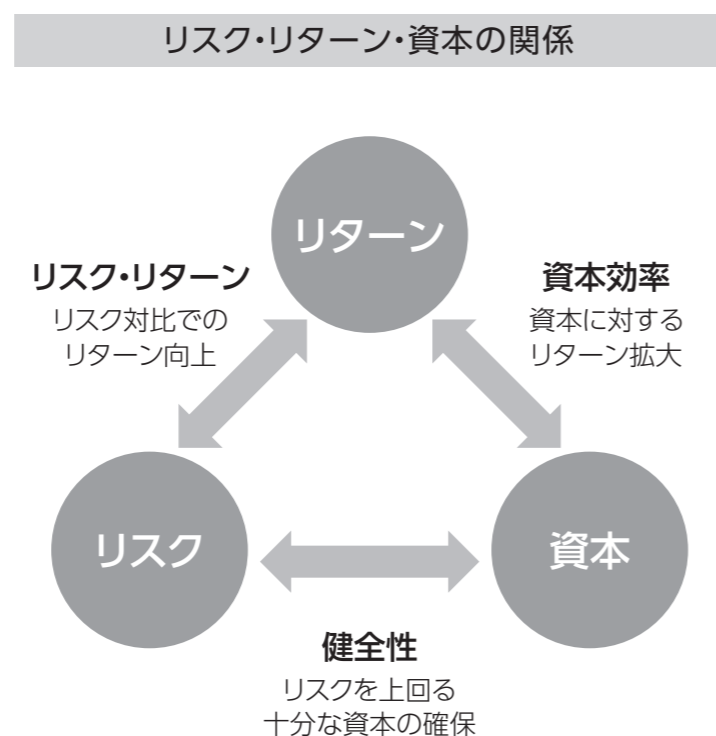 リスク・リターン・資本の関係
リターン
リスク・リターン
リスク対比での
リターン向上
資本効率
資本に対する
リターン拡大
リスク
資本
健全性
リスクを上回る
十分な資本の確保